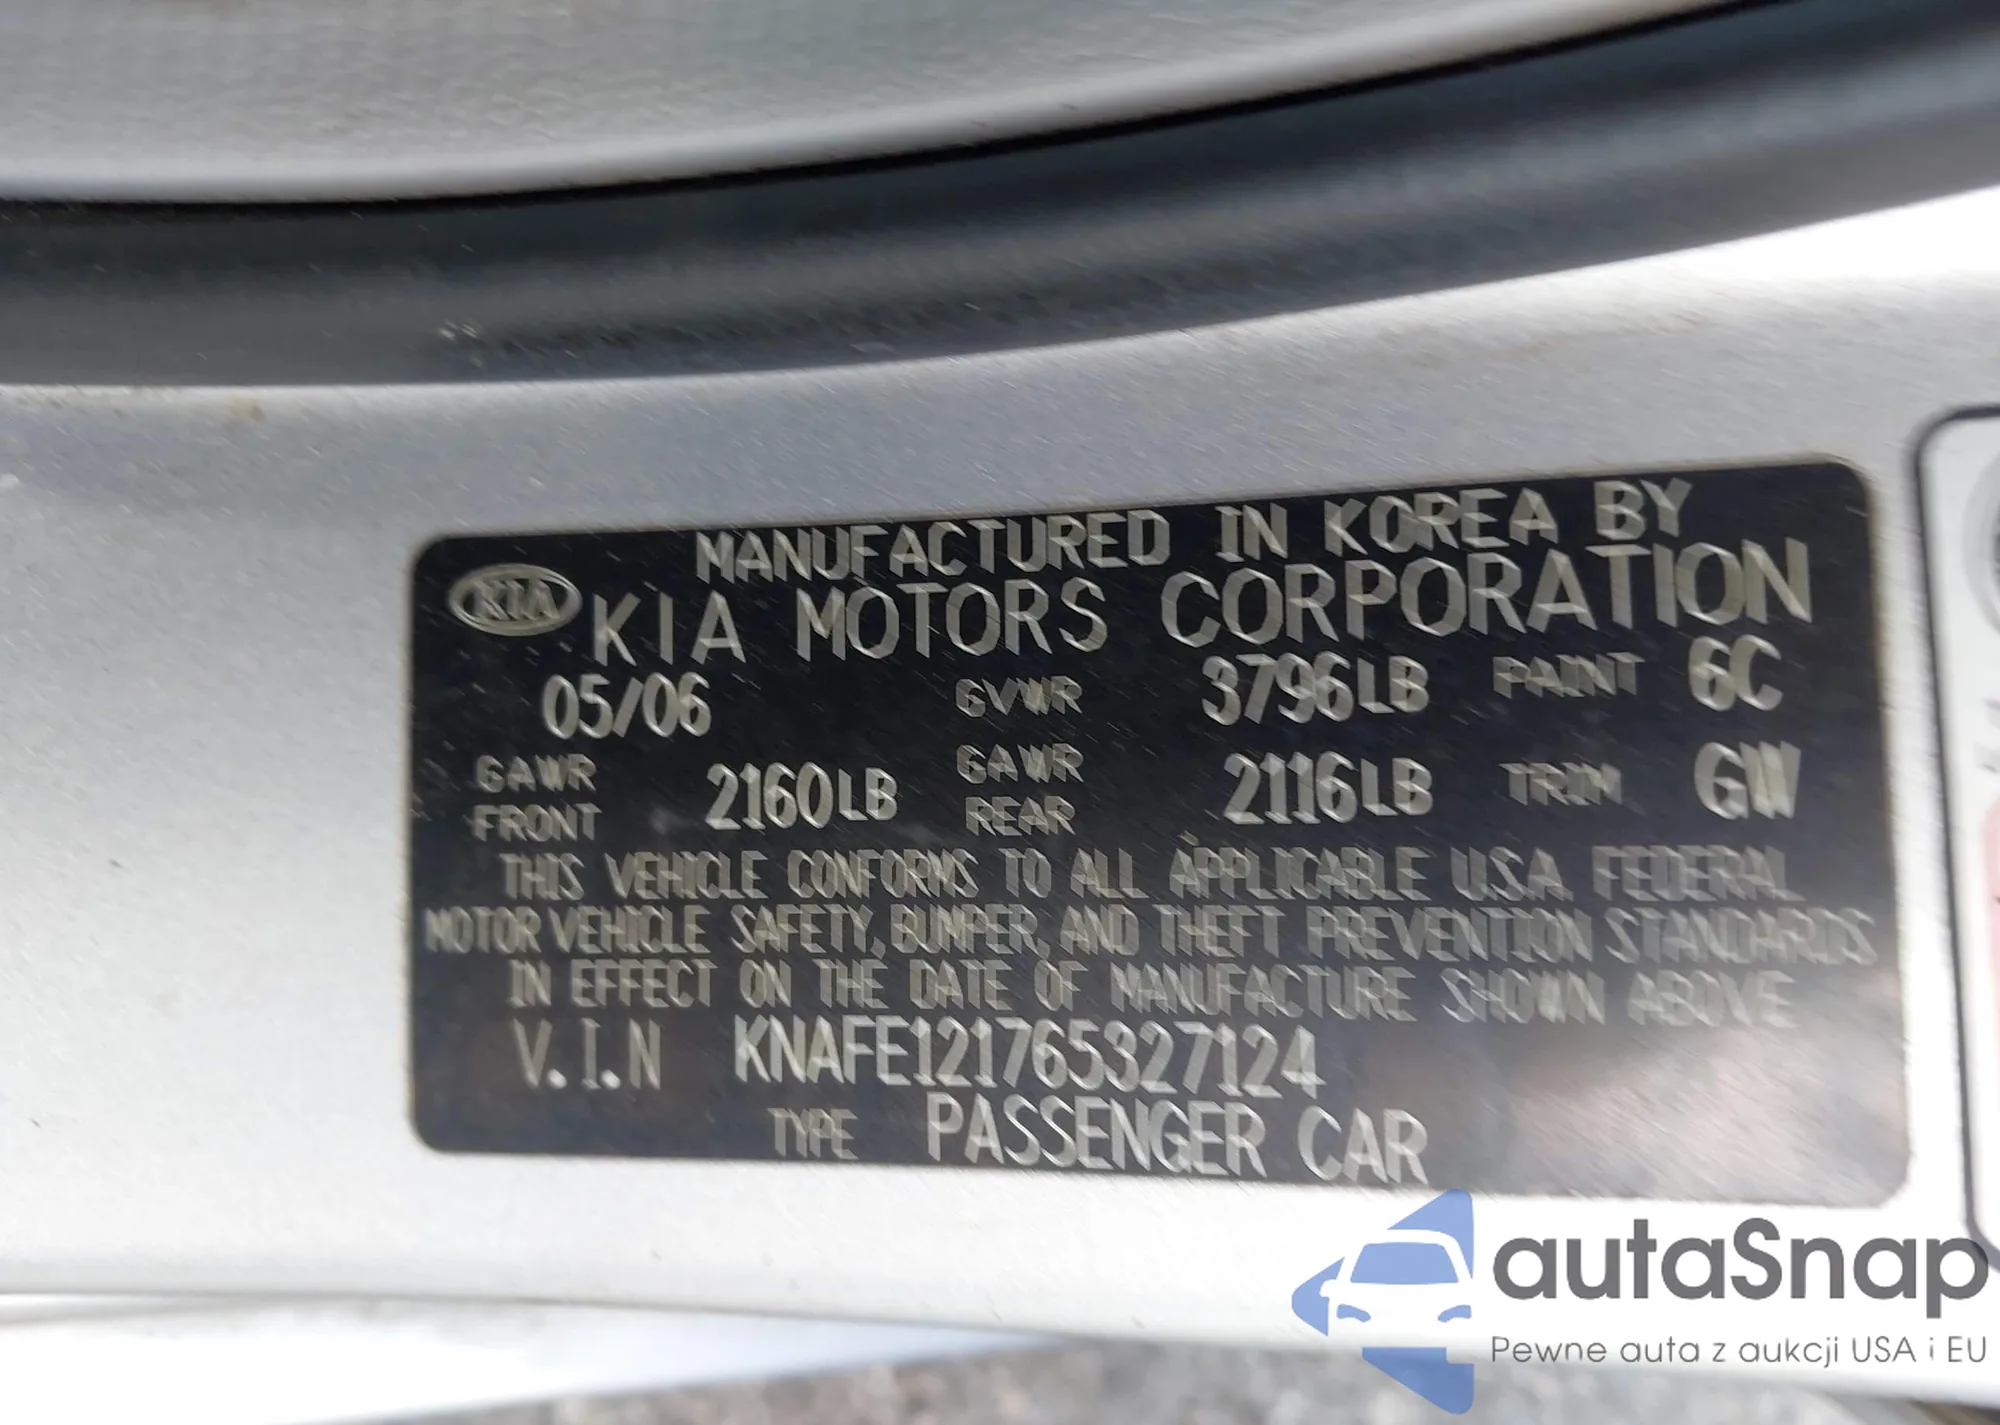 MANUFACTURED IN KOREA BY
KIA KIA MOTORS CORPORATION
05/06 GVWR 3796LB PAINT 6C
GAWR FRONT 2160LB GAWR REAR 2116LB TRIM GW
THIS VEHICLE CONFORMS TO ALL APPLICABLE U.S.A. FEDERAL
MOTOR VEHICLE SAFETY, BUMPER, AND THEFT PREVENTION STANDARDS
IN EFFECT ON THE DATE OF MANUFACTURE SHOWN ABOVE
V.I.N KNAFE121765327124
TYPE PASSENGER CAR
autaSnap
Pewne auta z aukcji USA i EU